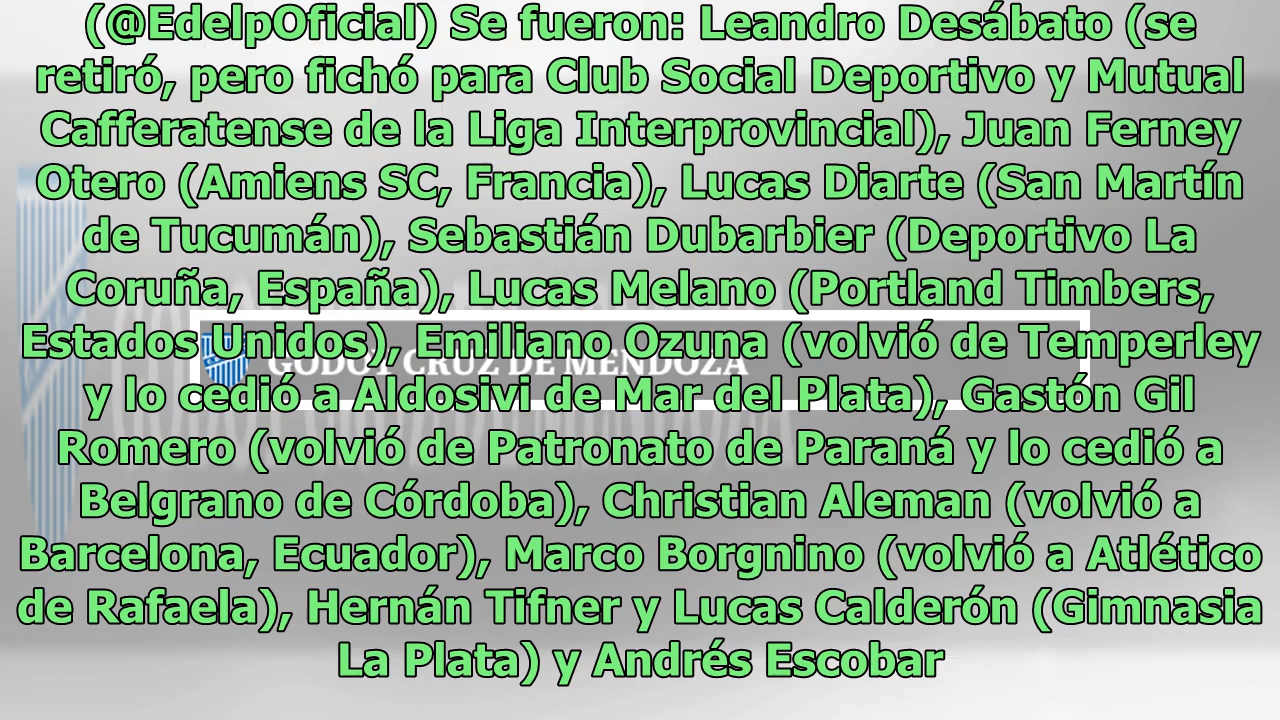 (@EdelpOficial) Se fueron: Leandro Desábato (se
retiró, pero fichó para Club Social Deportivo y Mutual
Cafferatense de la Liga Interprovincial), Juan Ferney
Otero (Amiens SC, Francia), Lucas Diarte (San Martín
de Tucumán), Sebastián Dubarbier (Deportivo La
Coruña, España), Lucas Melano (Portland Timbers,
Estados Unidos), Emiliano Ozuna (volvió de Temperley
GODOY CRUZ DE MENDOZA
y lo cedió a Aldosivi de Mar del Plata), Gastón Gil
Romero (volvió de Patronato de Paraná y lo cedió a
Belgrano de Córdoba), Christian Aleman (volvió a
Barcelona, Ecuador), Marco Borgnino (volvió a Atlético
de Rafaela), Hernán Tifner y Lucas Calderón (Gimnasia
La Plata) y Andrés Escobar